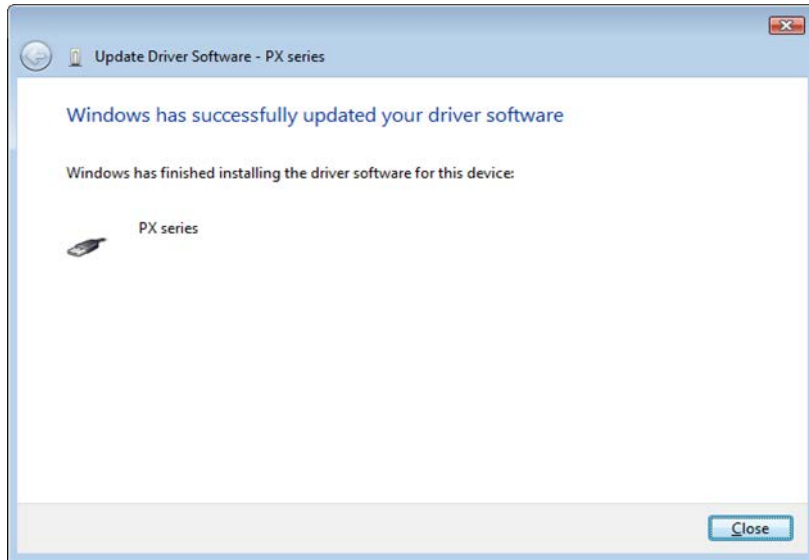 Update Driver Software - PX series
Windows has successfully updated your driver software
Windows has finished installing the driver software for this device:
PX series
Close